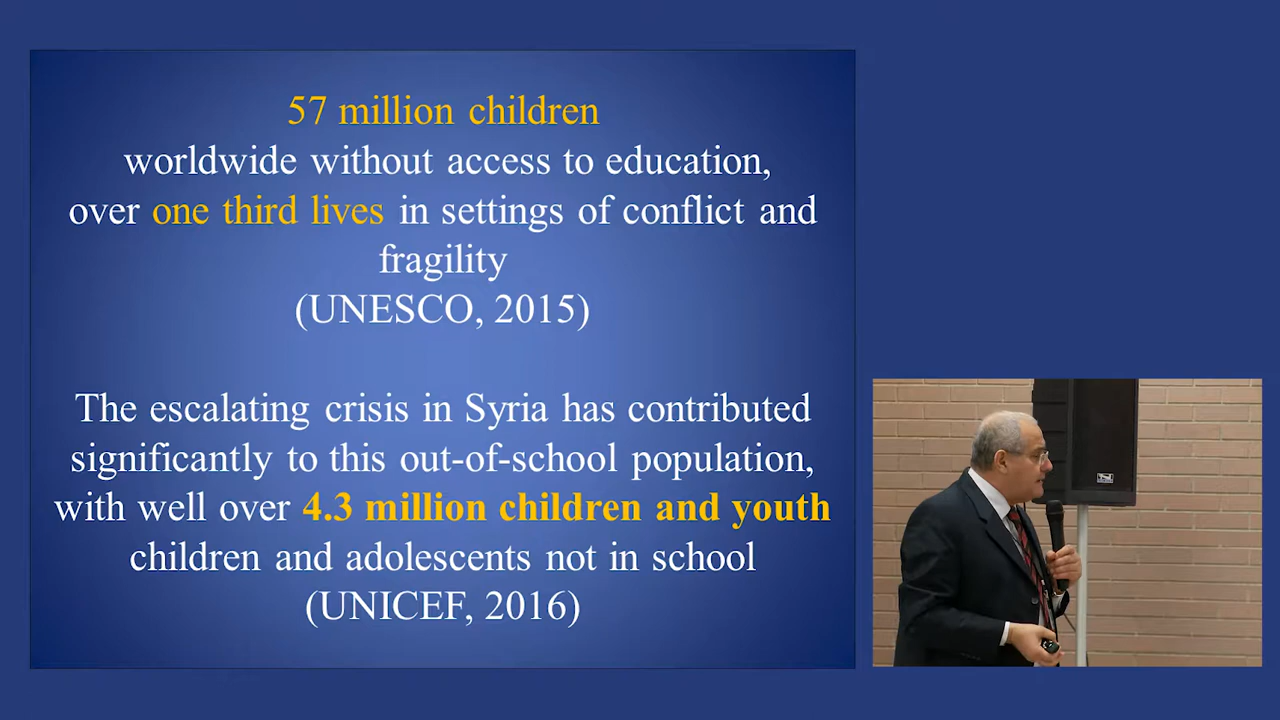 57 million children
worldwide without access to education,
over one third lives in settings of conflict and
fragility
(UNESCO, 2015)
The escalating crisis in Syria has contributed
significantly to this out-of-school population,
with well over 4.3 million children and youth
children and adolescents not in school
(UNICEF, 2016)